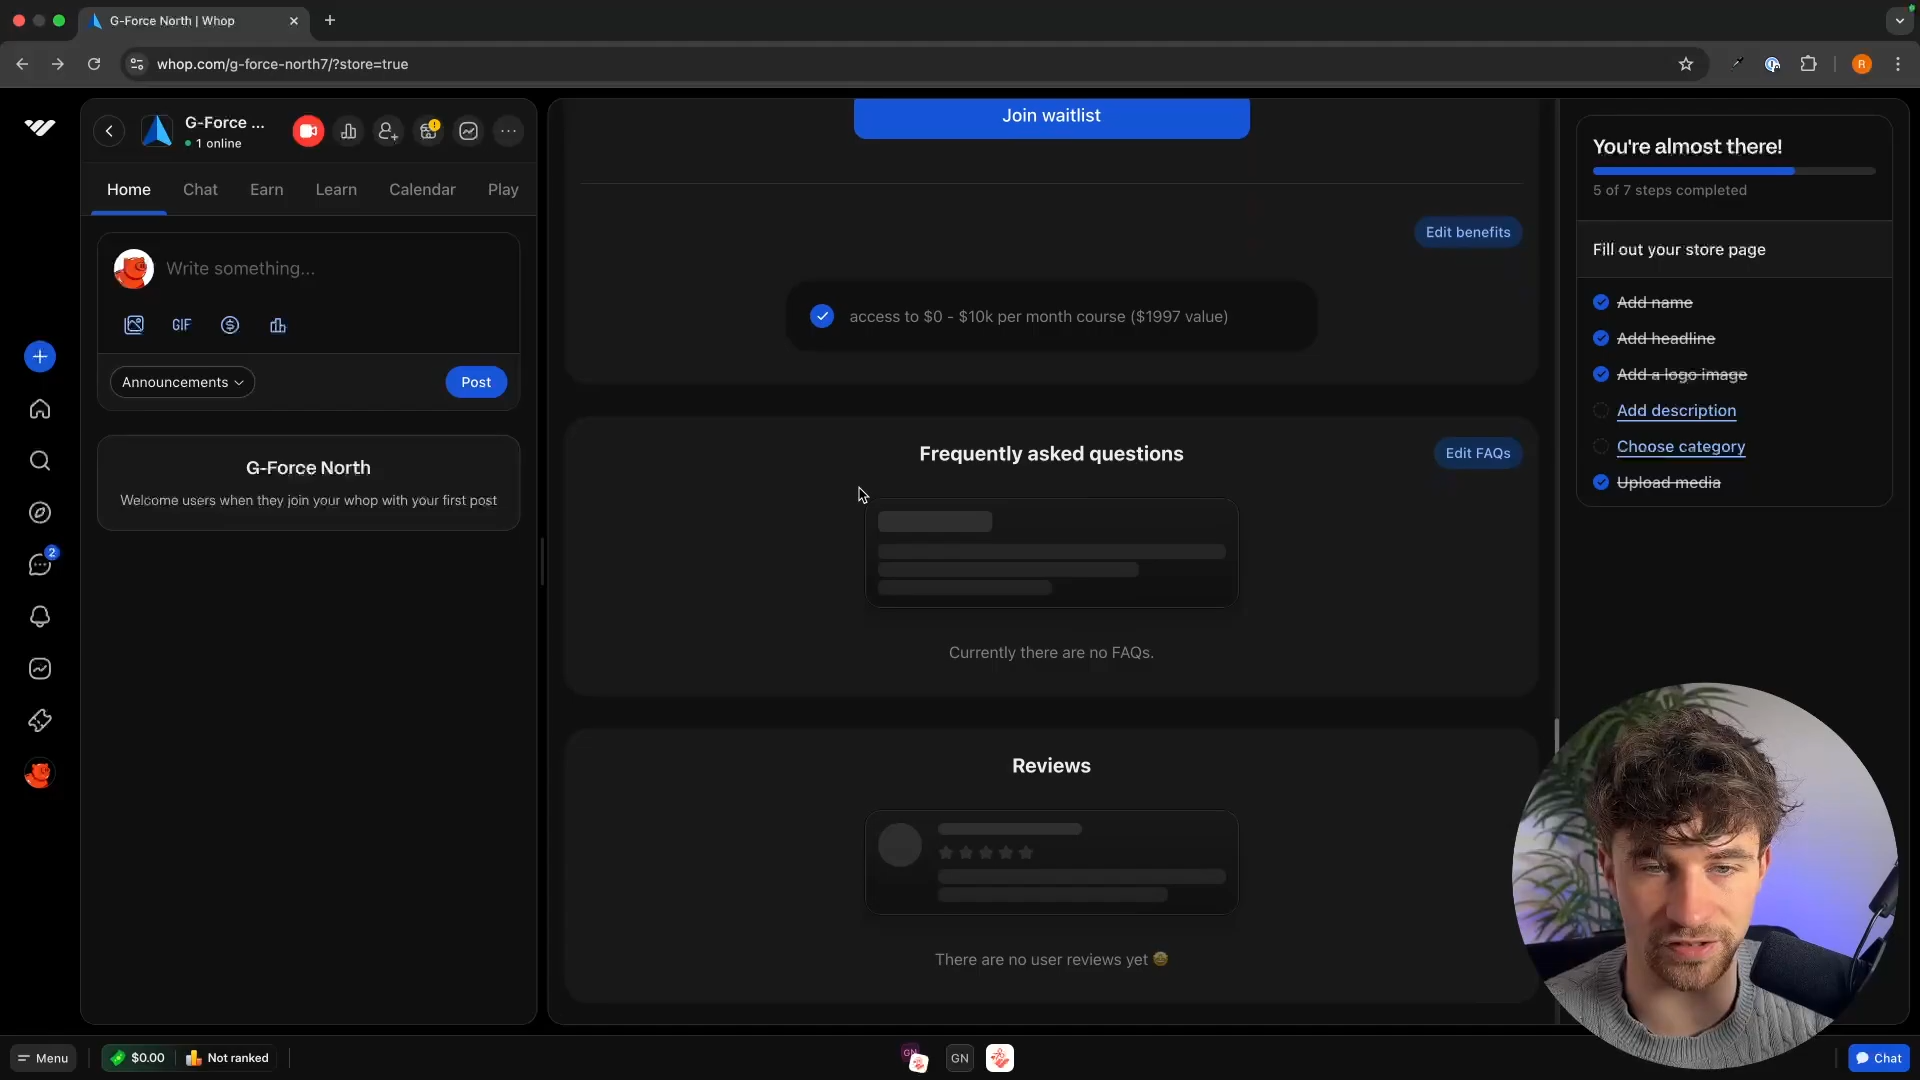 G-Force North | Whop
whop.com/g-force-north7/?store=true
R
G-Force ...
1 online
Home
Chat
Earn
Learn
Calendar
Play
Write something...
GIF
Announcements
Post
G-Force North
Welcome users when they join your whop with your first post
2
Join waitlist
Edit benefits
access to $0 - $10k per month course ($1997 value)
Frequently asked questions
Edit FAQs
Currently there are no FAQs.
Reviews
There are no user reviews yet
You're almost there!
5 of 7 steps completed
Fill out your store page
Add name
Add headline
Add a logo image
Add description
Choose category
Upload media
Menu
$0.00
Not ranked
GN
GN
Chat